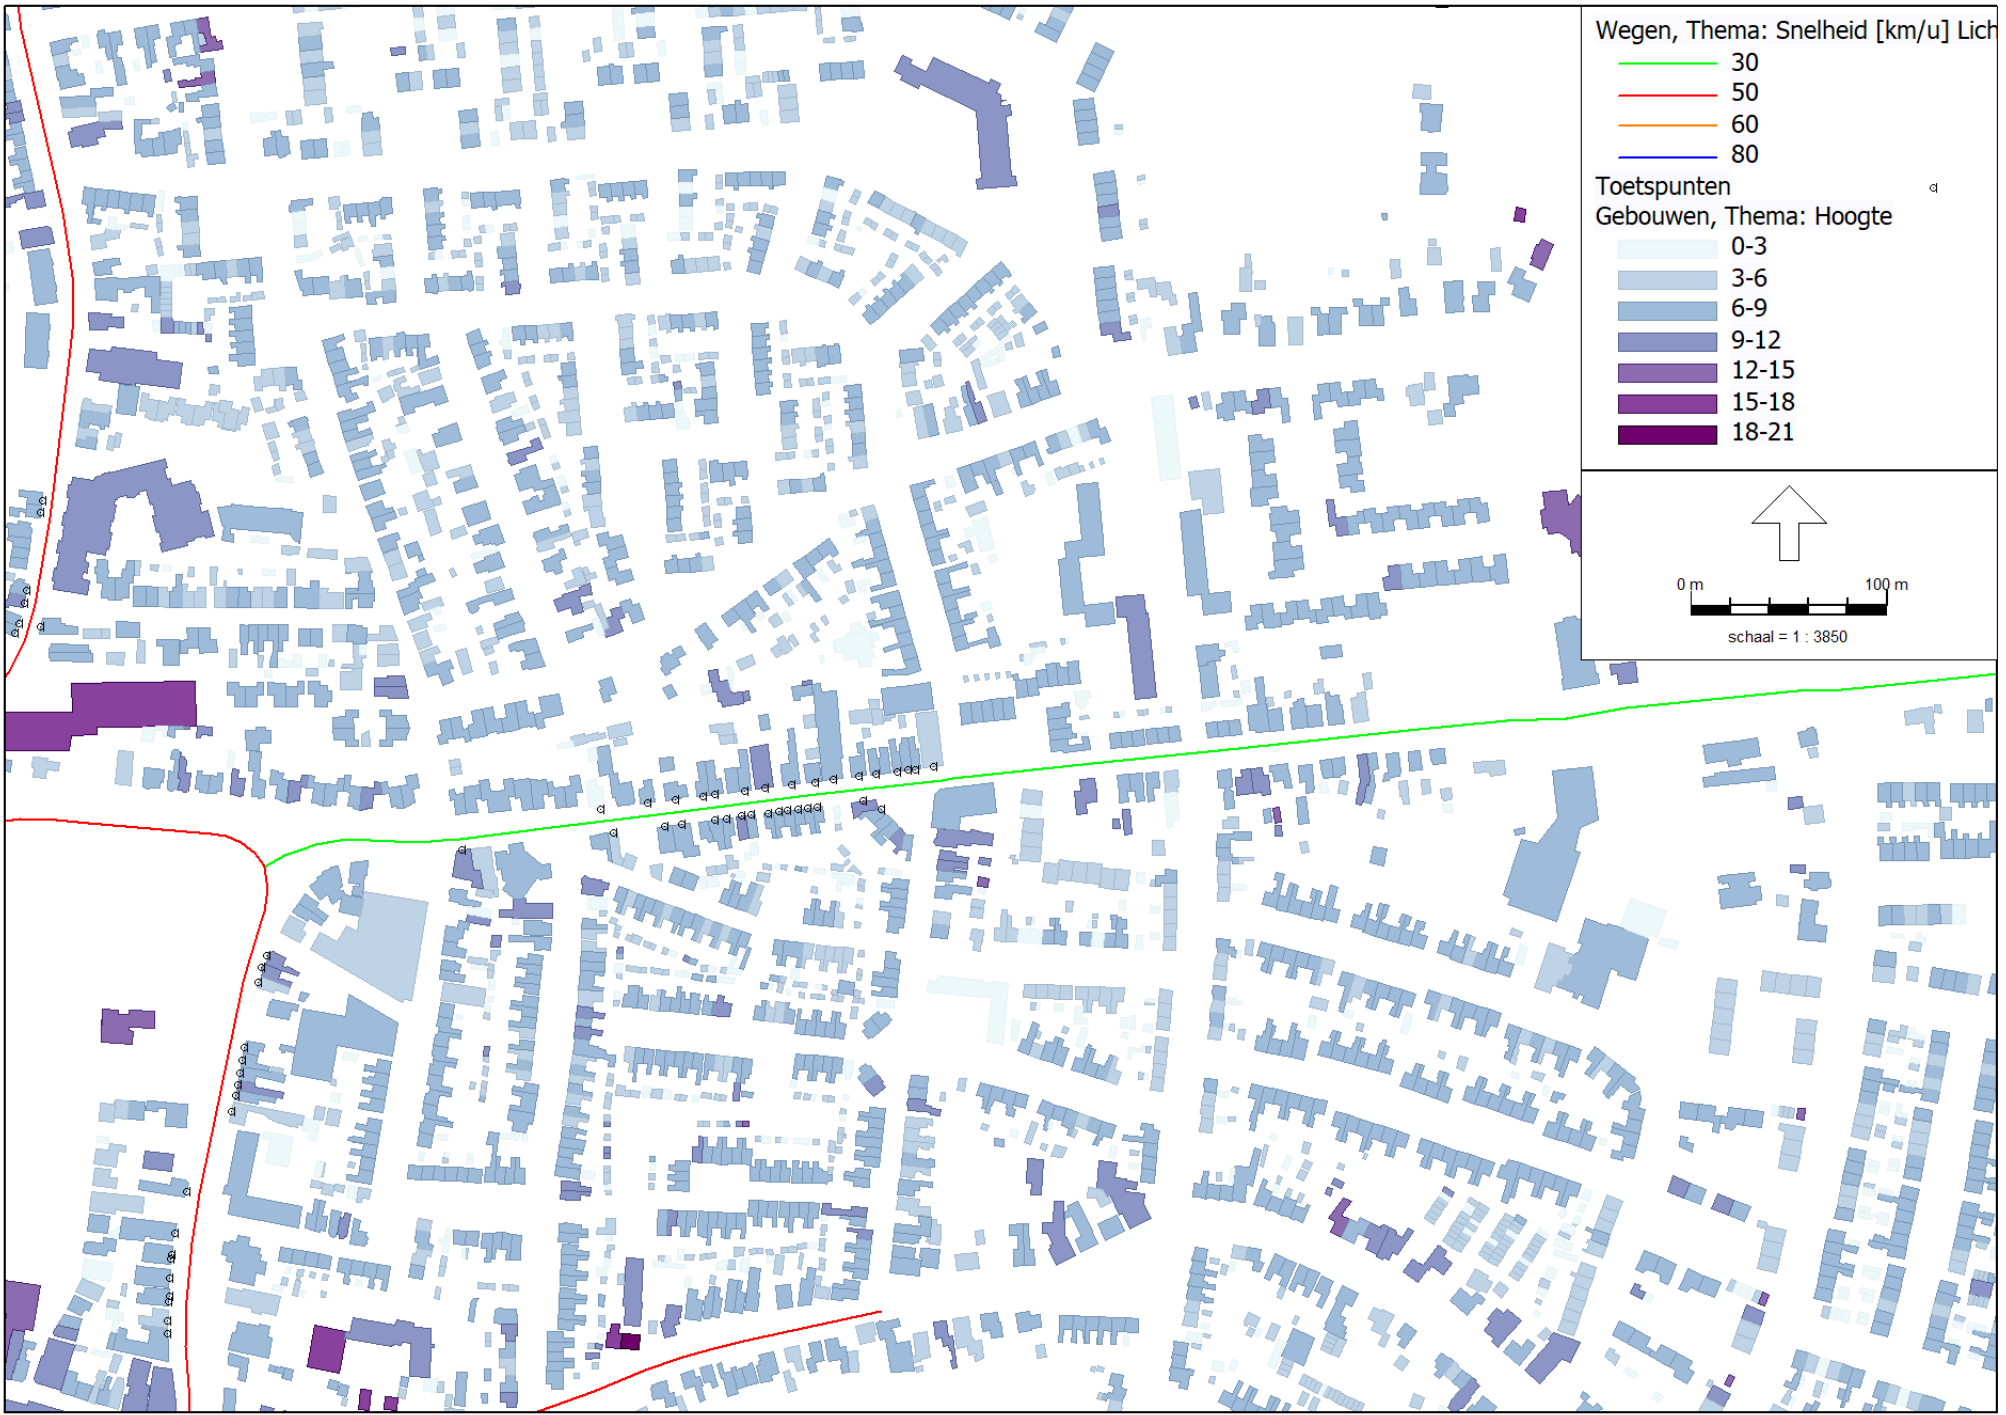 Wegen, Thema: Snelheid [km/u] Lich
30
50
60
80
Toetspunten
Gebouwen, Thema: Hoogte
0-3
3-6
6-9
9-12
12-15
15-18
18-21
0 m 100 m
schaal = 1 : 3850